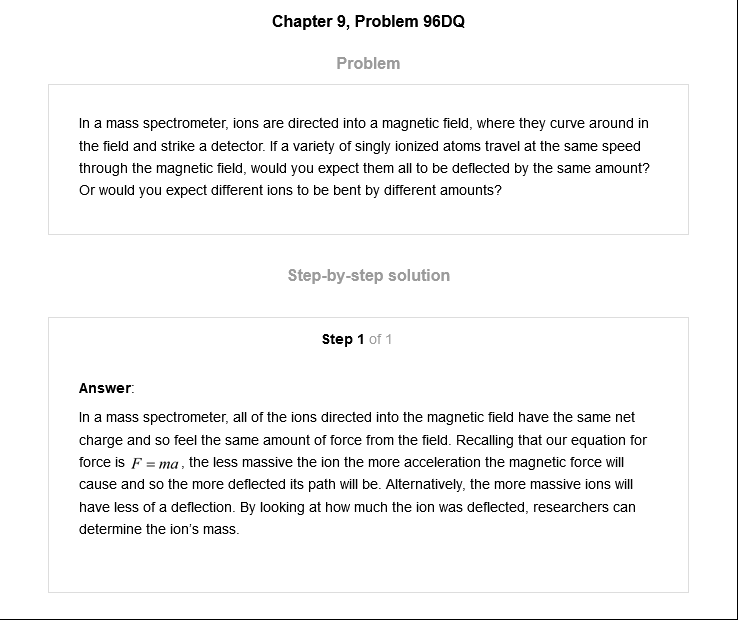 Chapter 9, Problem 96DQ
Problem
In a mass spectrometer, ions are directed into a magnetic field, where they curve around in
the field and strike a detector. If a variety of singly ionized atoms travel at the same speed
through the magnetic field, would you expect them all to be deflected by the same amount?
Or would you expect different ions to be bent by different amounts?
Step-by-step solution
Step 1 of 1
Answer:
In a mass spectrometer, all of the ions directed into the magnetic field have the same net
charge and so feel the same amount of force from the field. Recalling that our equation for
force is F = ma, the less massive the ion the more acceleration the magnetic force will
cause and so the more deflected its path will be. Alternatively, the more massive ions will
have less of a deflection. By looking at how much the ion was deflected, researchers can
determine the ion's mass.